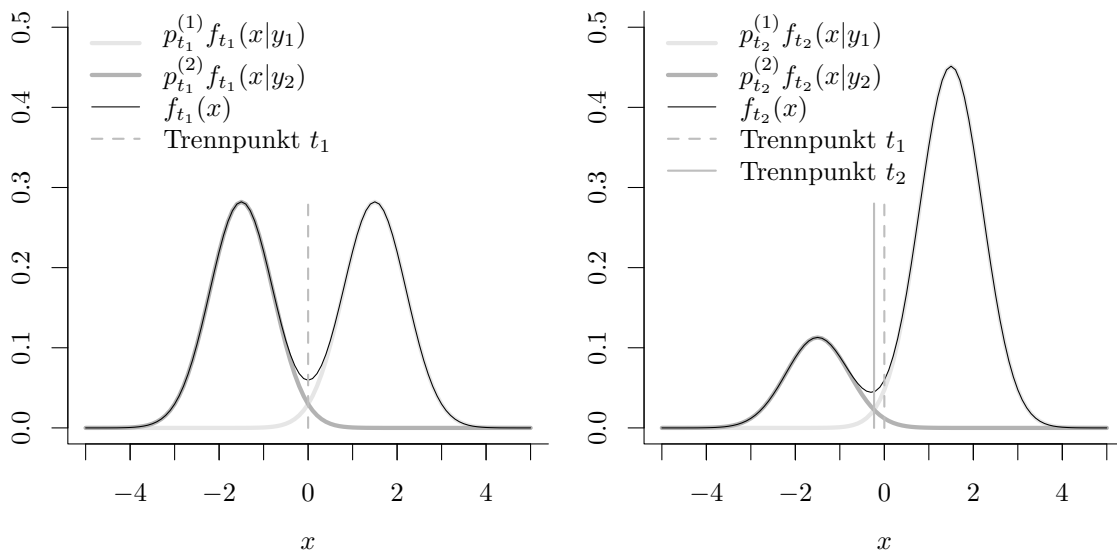 0.5
0.4
0.3
0.2
0.1
0.0
p_{t_1}^{(1)} f_{t_1}(x|y_1)
p_{t_1}^{(2)} f_{t_1}(x|y_2)
f_{t_1}(x)
Trennpunkt t_1
−4 −2 0 2 4
x
0.5
0.4
0.3
0.2
0.1
0.0
p_{t_2}^{(1)} f_{t_2}(x|y_1)
p_{t_2}^{(2)} f_{t_2}(x|y_2)
f_{t_2}(x)
Trennpunkt t_1
Trennpunkt t_2
−4 −2 0 2 4
x